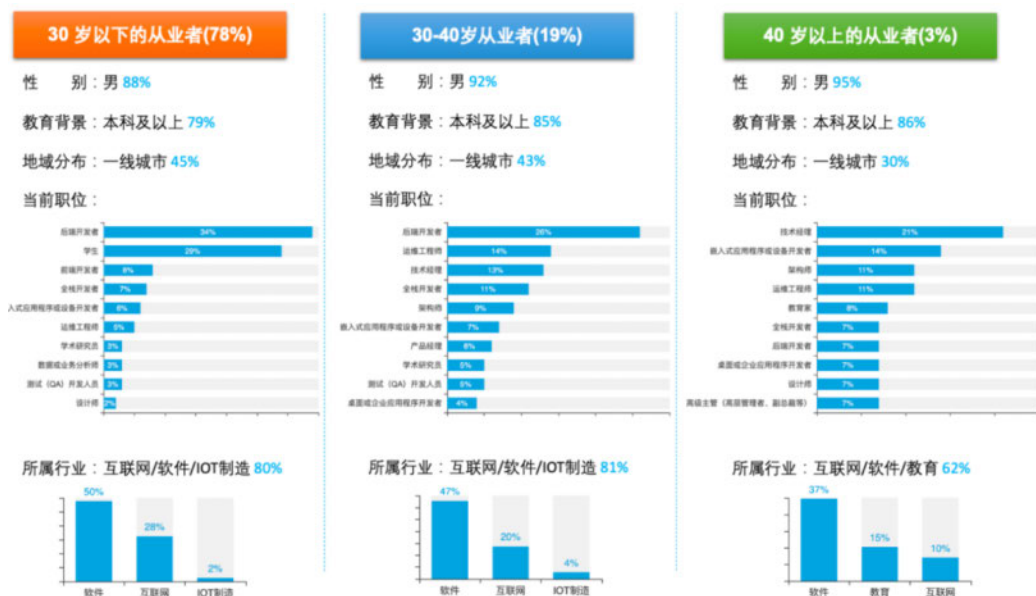 30 岁以下的从业者(78%)
性 别：男 88%
教育背景：本科及以上 79%
地域分布：一线城市 45%
当前职位：
后端开发者 34%
学生 29%
前端开发者 8%
全栈开发者 7%
入式应用程序或设备开发者 6%
运维工程师 5%
学术研究员 3%
数据或业务分析师 3%
测试（QA）开发人员 3%
设计师 2%
所属行业：互联网/软件/IOT制造 80%
50%
28%
2%
软件 互联网 IOT制造
30-40岁从业者(19%)
性 别：男 92%
教育背景：本科及以上 85%
地域分布：一线城市 43%
当前职位：
后端开发者 26%
运维工程师 14%
技术经理 13%
全栈开发者 11%
架构师 9%
嵌入式应用程序或设备开发者 7%
产品经理 6%
学术研究员 5%
测试（QA）开发人员 5%
桌面或企业应用程序开发者 4%
所属行业：互联网/软件/IOT制造 81%
47%
20%
4%
软件 互联网 IOT制造
40 岁以上的从业者(3%)
性 别：男 95%
教育背景：本科及以上 86%
地域分布：一线城市 30%
当前职位：
技术经理 21%
嵌入式应用程序或设备开发者 14%
架构师 11%
运维工程师 11%
教育家 8%
全栈开发者 7%
后端开发者 7%
桌面或企业应用程序开发者 7%
设计师 7%
高级主管（高层管理者、副总裁等） 7%
所属行业：互联网/软件/教育 62%
37%
15%
10%
软件 教育 互联网